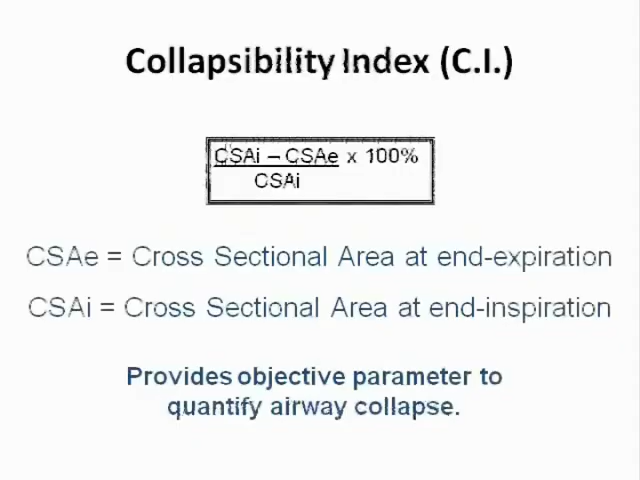 Collapsibility Index (C.I.)
CSAi – CSAe x 100%
CSAi
CSAe = Cross Sectional Area at end-expiration
CSAi = Cross Sectional Area at end-inspiration
Provides objective parameter to
quantify airway collapse.